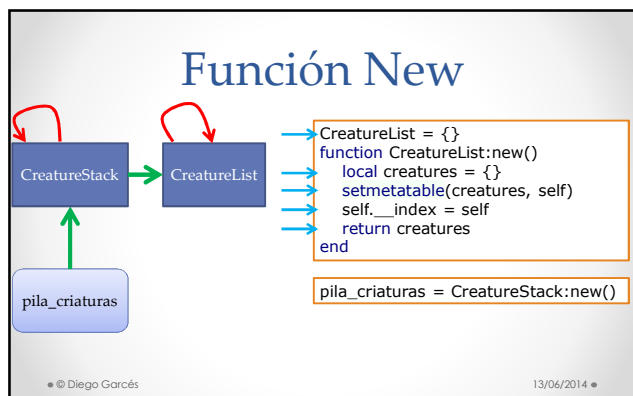 Función New
CreatureStack
CreatureList
pila_criaturas
CreatureList = {}
function CreatureList:new()
local creatures = {}
setmetatable(creatures, self)
self.__index = self
return creatures
end
pila_criaturas = CreatureStack:new()
© Diego Garcés
13/06/2014